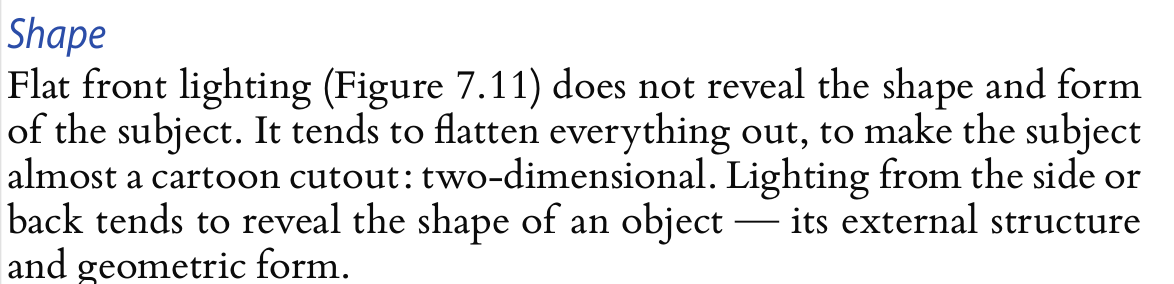 Shape
Flat front lighting (Figure 7.11) does not reveal the shape and form
of the subject. It tends to flatten everything out, to make the subject
almost a cartoon cutout: two-dimensional. Lighting from the side or
back tends to reveal the shape of an object — its external structure
and geometric form.